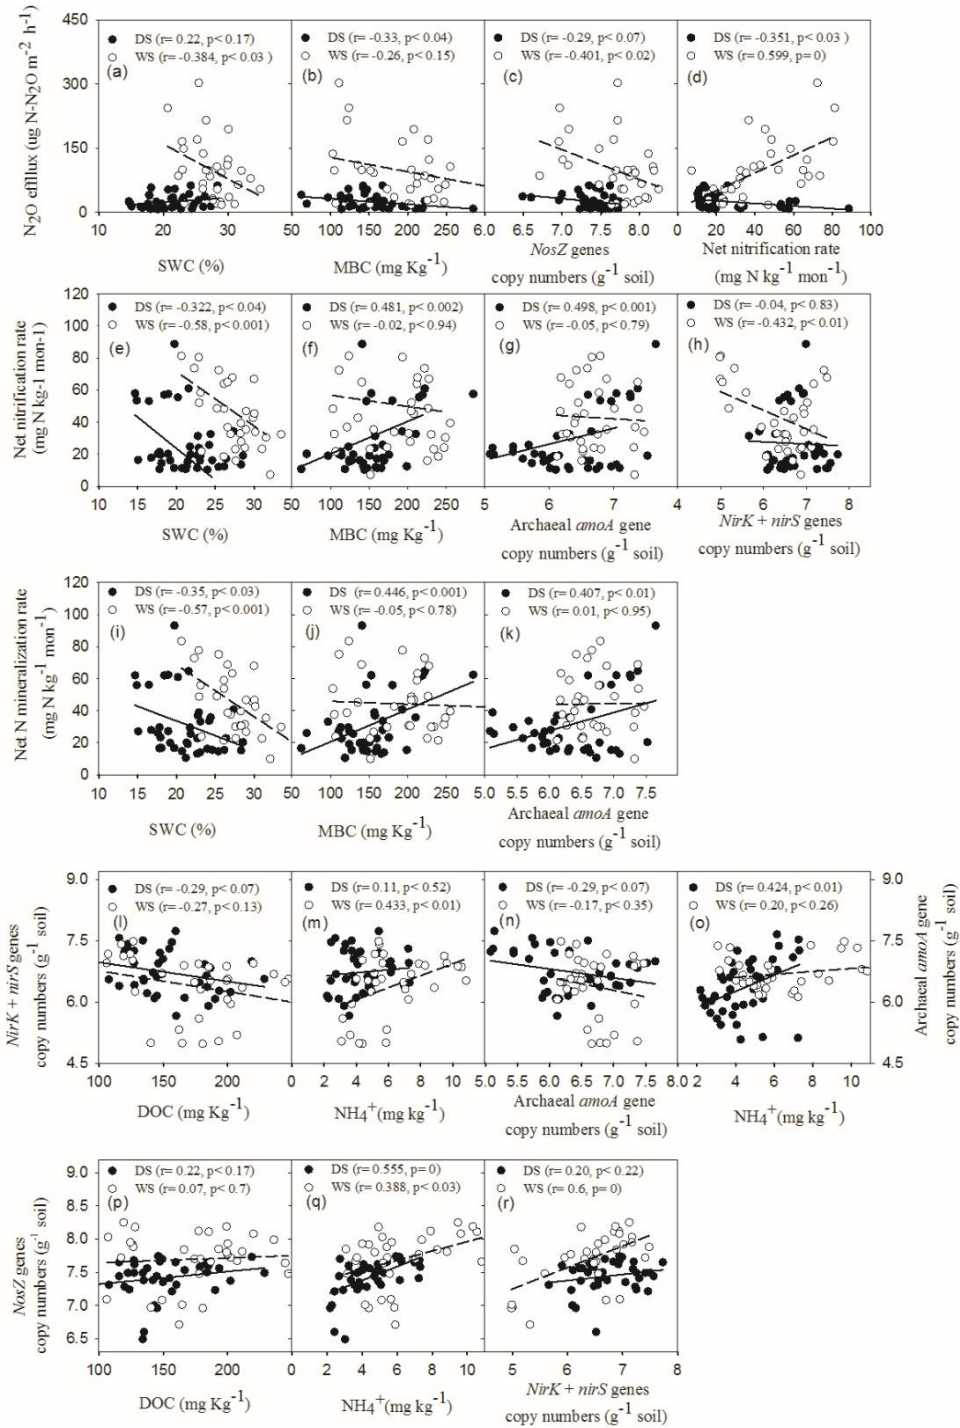 450
300
150
100
50
0
N2O efflux (ug N-N2O m-2 h-1)
DS (r= 0.22, p< 0.17)
WS (r= -0.384, p< 0.03 )
(a)
DS (r= -0.33, p< 0.04)
WS (r= -0.26, p< 0.15)
(b)
DS (r= -0.29, p< 0.07)
WS (r= -0.401, p< 0.02)
(c)
DS (r= -0.351, p< 0.03 )
WS (r= 0.599, p= 0)
(d)
10 20 30
50 100 150 200 250 6.0
6.5 7.0 7.5 8.0
0 20 40 60 80 100
SWC (%)
MBC (mg Kg-1)
NosZ genes
copy numbers (g-1 soil)
Net nitrification rate
(mg N kg-1 mon-1)
120
100
80
60
40
20
0
Net nitrification rate
(mg N kg-1 mon-1)
DS (r= -0.322, p< 0.04)
WS (r= -0.58, p< 0.001)
(e)
DS (r= 0.481, p< 0.002)
WS (r= -0.02, p< 0.94)
(f)
DS (r= 0.498, p< 0.001)
WS (r= -0.05, p< 0.79)
(g)
DS (r= -0.04, p< 0.83)
WS (r= -0.432, p< 0.01)
(h)
10 15 20 25 30
50 100 150 200 250
5 6 7
4 5 6 7 8
SWC (%)
MBC (mg Kg-1)
Archaeal amoA gene
copy numbers (g-1 soil)
NirK + nirS genes
copy numbers (g-1 soil)
120
100
80
60
40
20
0
Net N mineralization rate
(mg N kg-1 mon-1)
DS (r= -0.35, p< 0.03)
WS (r= -0.57, p< 0.001)
(i)
DS (r= 0.446, p< 0.001)
WS (r= -0.05, p< 0.78)
(j)
DS (r= 0.407, p< 0.01)
WS (r= 0.01, p< 0.95)
(k)
10 15 20 25 30
50 100 150 200 250
5.0 5.5 6.0 6.5 7.0 7.5
SWC (%)
MBC (mg Kg-1)
Archaeal amoA gene
copy numbers (g-1 soil)
9.0
7.5
6.0
4.5
NirK + nirS genes
copy numbers (g-1 soil)
DS (r= -0.29, p< 0.07)
WS (r= -0.27, p< 0.13)
(l)
DS (r= 0.11, p< 0.52)
WS (r= 0.433, p< 0.01)
(m)
DS (r= -0.29, p< 0.07)
WS (r= -0.17, p< 0.35)
(n)
DS (r= 0.424, p< 0.01)
WS (r= 0.20, p< 0.26)
(o)
9.0
7.5
6.0
4.5
Archaeal amoA gene
copy numbers (g-1 soil)
100 150 200
0 2 4 6 8 10
5.0 5.5 6.0 6.5 7.0 7.5
8.0 2 4 6 8 10
DOC (mg Kg-1)
NH4+(mg kg-1)
Archaeal amoA gene
copy numbers (g-1 soil)
NH4+(mg kg-1)
9.0
8.5
8.0
7.5
7.0
6.5
NosZ genes
copy numbers (g-1 soil)
DS (r= 0.22, p< 0.17)
WS (r= 0.07, p< 0.7)
(p)
DS (r= 0.555, p= 0)
WS (r= 0.388, p< 0.03)
(q)
DS (r= 0.20, p< 0.22)
WS (r= 0.6, p= 0)
(r)
100 150 200
0 2 4 6 8 10
5 6 7 8
DOC (mg Kg-1)
NH4+(mg kg-1)
NirK + nirS genes
copy numbers (g-1 soil)